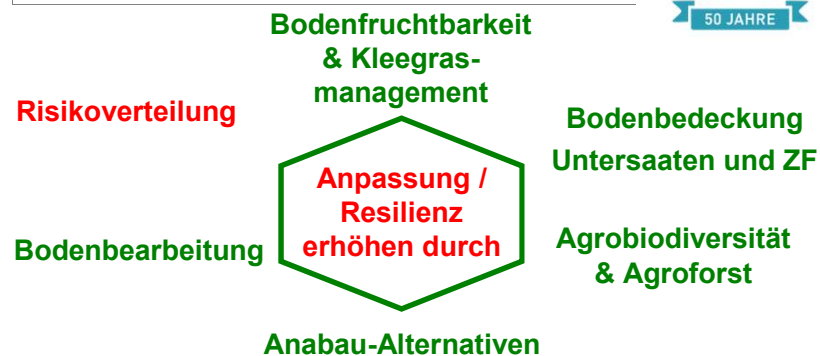 50 JAHRE
Bodenfruchtbarkeit
& Kleegras-
management
Risikoverteilung
Bodenbedeckung
Untersaaten und ZF
Anpassung /
Resilienz
erhöhen durch
Bodenbearbeitung
Agrobiodiversität
& Agroforst
Anabau-Alternativen